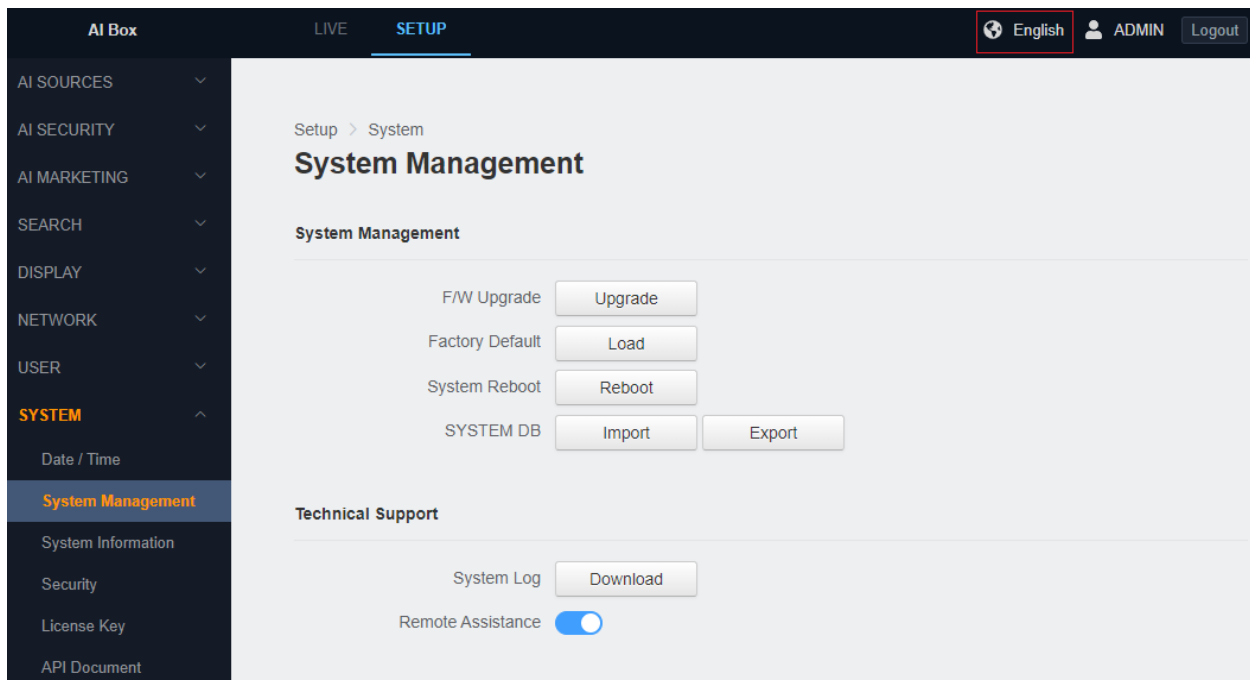 AI Box LIVE SETUP English ADMIN Logout
AI SOURCES
AI SECURITY
AI MARKETING
SEARCH
DISPLAY
NETWORK
USER
SYSTEM
Date / Time
System Management
System Information
Security
License Key
API Document
Setup > System
System Management
System Management
F/W Upgrade Upgrade
Factory Default Load
System Reboot Reboot
SYSTEM DB Import Export
Technical Support
System Log Download
Remote Assistance